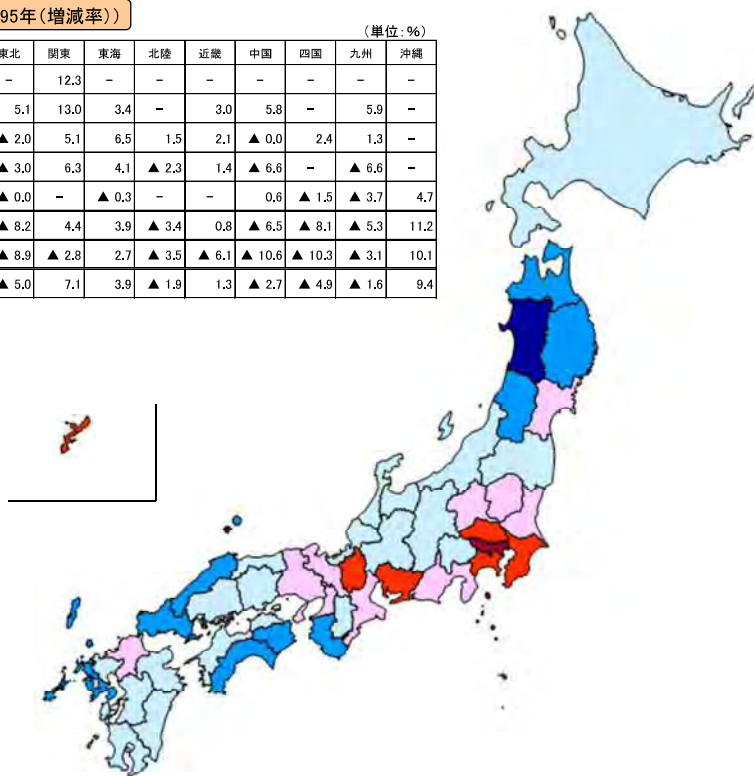 95年(増減率))
(単位:%)
東北 関東 東海 北陸 近畿 中国 四国 九州 沖縄
- 12.3 - - - - - - -
5.1 13.0 3.4 - 3.0 5.8 - 5.9 -
▲ 2.0 5.1 6.5 1.5 2.1 ▲ 0.0 2.4 1.3 -
▲ 3.0 6.3 4.1 ▲ 2.3 1.4 ▲ 6.6 - ▲ 6.6 -
▲ 0.0 - ▲ 0.3 - - 0.6 ▲ 1.5 ▲ 3.7 4.7
▲ 8.2 4.4 3.9 ▲ 3.4 0.8 ▲ 6.5 ▲ 8.1 ▲ 5.3 11.2
▲ 8.9 ▲ 2.8 2.7 ▲ 3.5 ▲ 6.1 ▲ 10.6 ▲ 10.3 ▲ 3.1 10.1
▲ 5.0 7.1 3.9 ▲ 1.9 1.3 ▲ 2.7 ▲ 4.9 ▲ 1.6 9.4